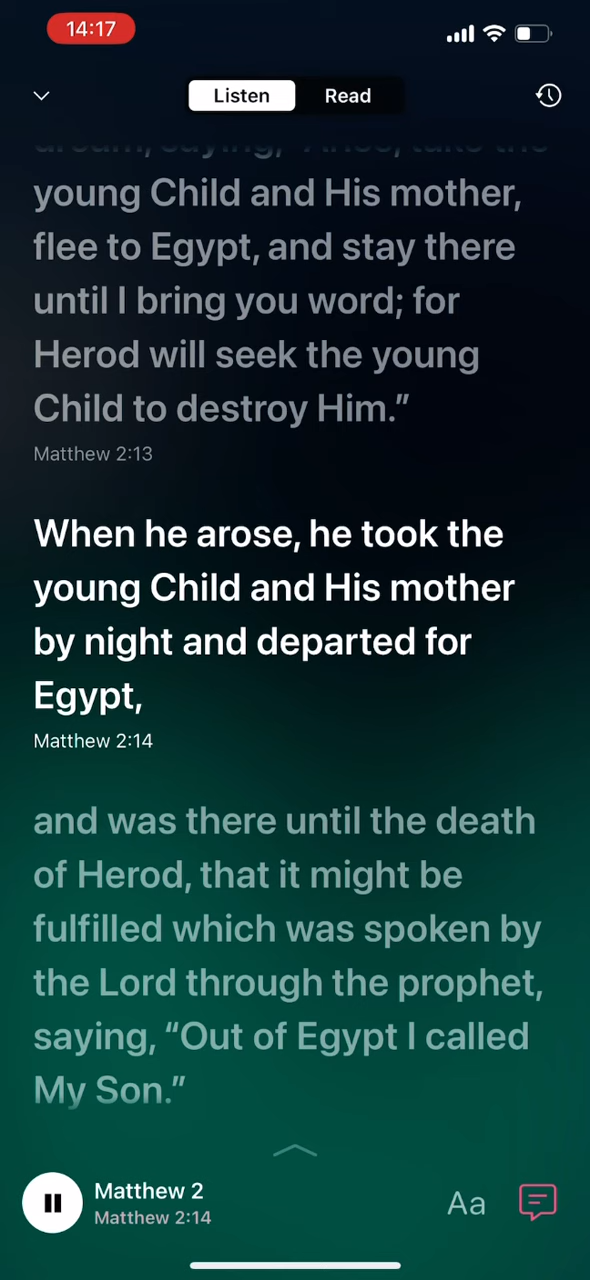 14:17
Listen Read
young Child and His mother,
flee to Egypt, and stay there
until I bring you word; for
Herod will seek the young
Child to destroy Him.”
Matthew 2:13
When he arose, he took the
young Child and His mother
by night and departed for
Egypt,
Matthew 2:14
and was there until the death
of Herod, that it might be
fulfilled which was spoken by
the Lord through the prophet,
saying, “Out of Egypt I called
My Son.”
Matthew 2
Matthew 2:14
Aa